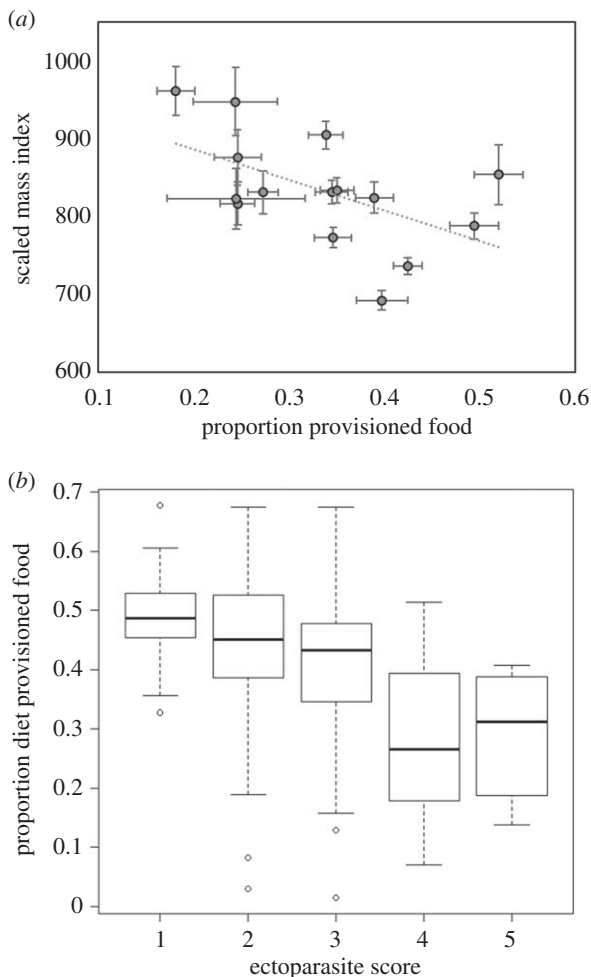 (a)
1000
900
800
700
600
scaled mass index
0.1 0.2 0.3 0.4 0.5 0.6
proportion provisioned food
(b)
0.7
0.6
0.5
0.4
0.3
0.2
0.1
0
proportion diet provisioned food
1 2 3 4 5
ectoparasite score